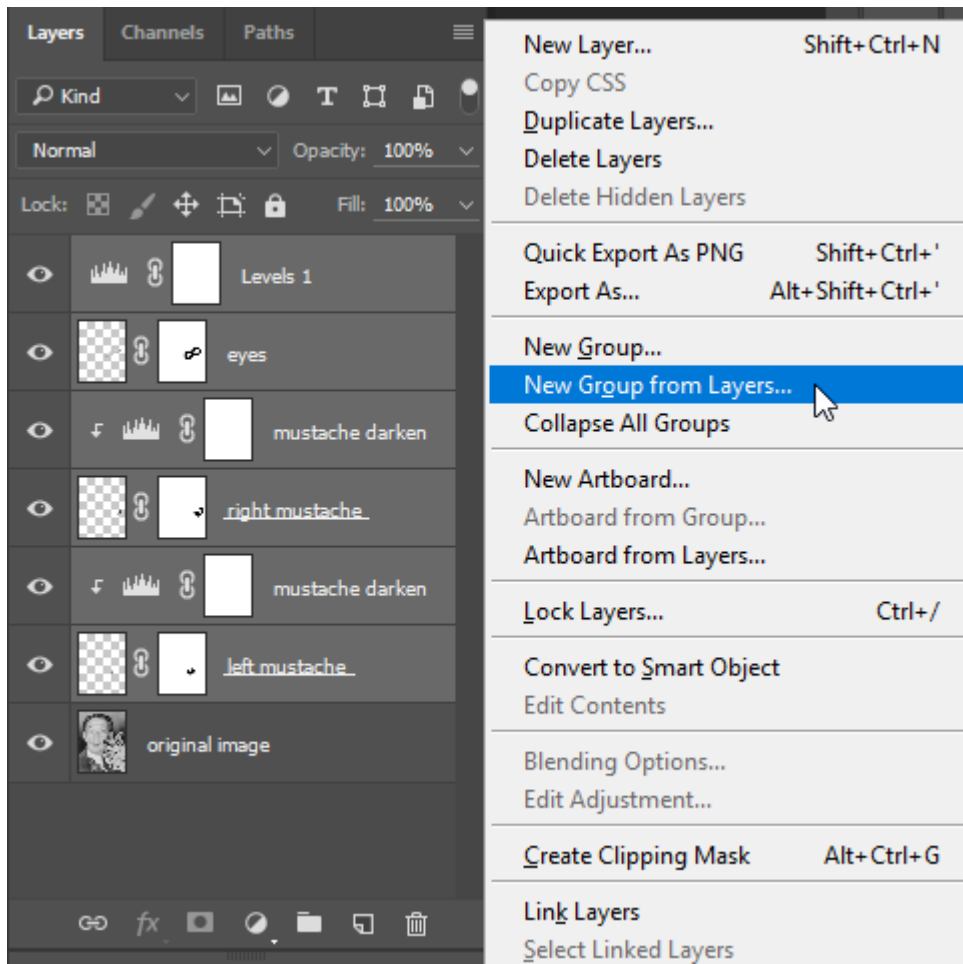 Layers Channels Paths
Kind
Normal Opacity: 100%
Lock: Fill: 100%
Levels 1
eyes
mustache darken
right mustache
mustache darken
left mustache
original image
fx
New Layer... Shift+Ctrl+N
Copy CSS
Duplicate Layers...
Delete Layers
Delete Hidden Layers
Quick Export As PNG Shift+Ctrl+'
Export As... Alt+Shift+Ctrl+'
New Group...
New Group from Layers...
Collapse All Groups
New Artboard...
Artboard from Group...
Artboard from Layers...
Lock Layers... Ctrl+/
Convert to Smart Object
Edit Contents
Blending Options...
Edit Adjustment...
Create Clipping Mask Alt+Ctrl+G
Link Layers
Select Linked Layers